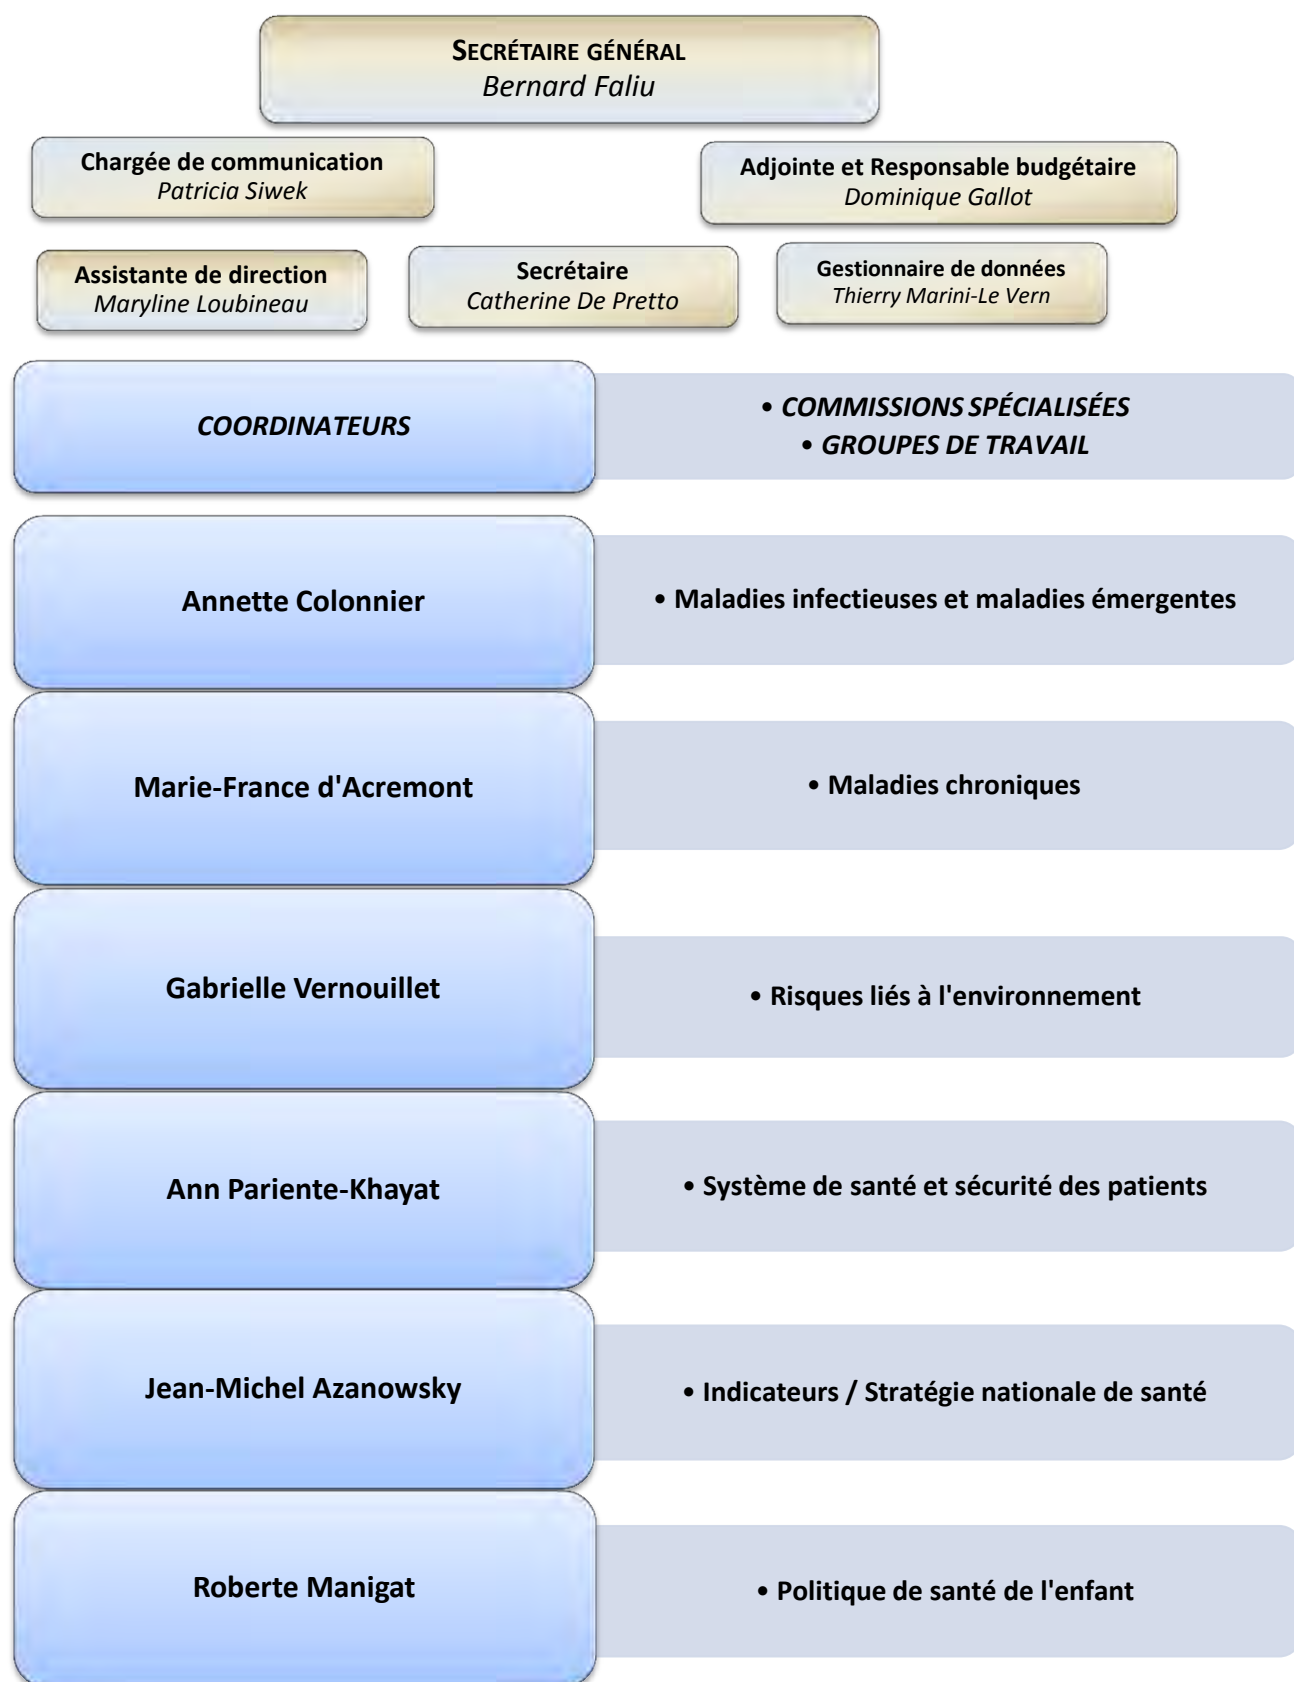 SECRÉTAIRE GÉNÉRAL
Bernard Faliu
Chargée de communication
Patricia Siwek
Adjointe et Responsable budgétaire
Dominique Gallot
Assistante de direction
Maryline Loubineau
Secrétaire
Catherine De Pretto
Gestionnaire de données
Thierry Marini-Le Vern
COORDINATEURS
• COMMISSIONS SPÉCIALISÉES
• GROUPES DE TRAVAIL
Annette Colonnier
• Maladies infectieuses et maladies émergentes
Marie-France d'Acremont
• Maladies chroniques
Gabrielle Vernouillet
• Risques liés à l'environnement
Ann Pariente-Khayat
• Système de santé et sécurité des patients
Jean-Michel Azanowsky
• Indicateurs / Stratégie nationale de santé
Roberte Manigat
• Politique de santé de l'enfant